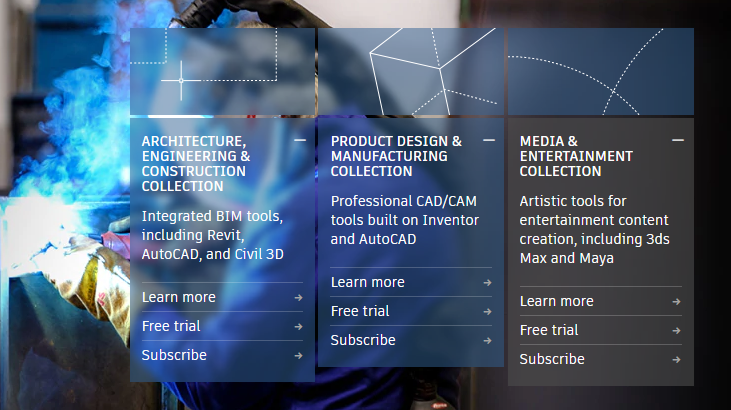 ARCHITECTURE,
ENGINEERING &
CONSTRUCTION
COLLECTION
Integrated BIM tools,
including Revit,
AutoCAD, and Civil 3D
Learn more
Free trial
Subscribe
PRODUCT DESIGN &
MANUFACTURING
COLLECTION
Professional CAD/CAM
tools built on Inventor
and AutoCAD
Learn more
Free trial
Subscribe
MEDIA &
ENTERTAINMENT
COLLECTION
Artistic tools for
entertainment content
creation, including 3ds
Max and Maya
Learn more
Free trial
Subscribe